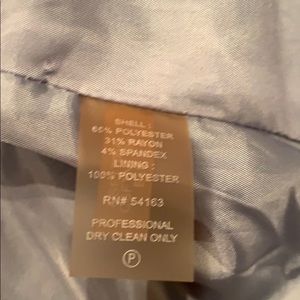 SHELL :
65% POLYESTER
31% RAYON
4% SPANDEX
LINING :
100% POLYESTER
RN# 54163
PROFESSIONAL
DRY CLEAN ONLY
P